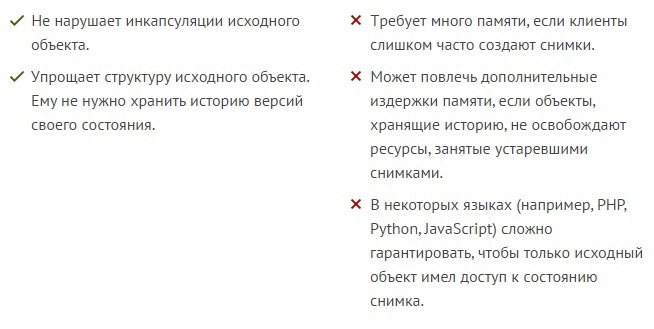 Не нарушает инкапсуляции исходного
объекта.
Упрощает структуру исходного объекта.
Ему не нужно хранить историю версий
своего состояния.
Требует много памяти, если клиенты
слишком часто создают снимки.
Может повлечь дополнительные
издержки памяти, если объекты,
хранящие историю, не освобождают
ресурсы, занятые устаревшими
снимками.
В некоторых языках (например, PHP,
Python, JavaScript) сложно
гарантировать, чтобы только исходный
объект имел доступ к состоянию
снимка.